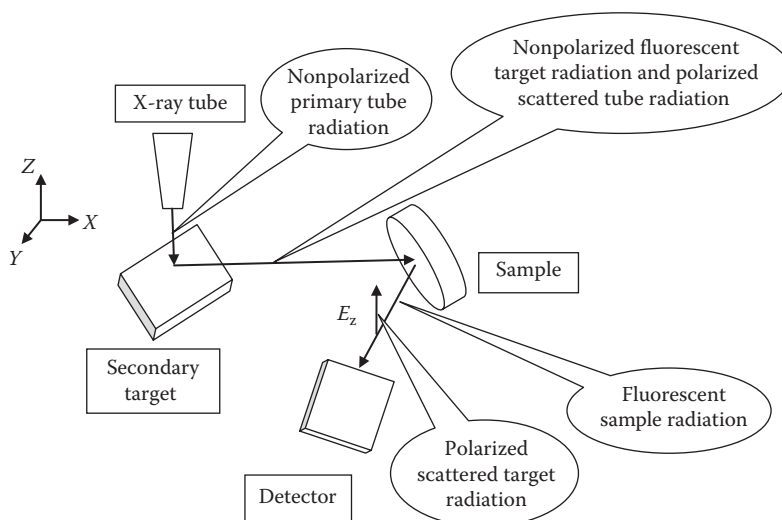 Nonpolarized fluorescent
target radiation and polarized
scattered tube radiation
Nonpolarized
primary tube
radiation
X-ray tube
Z
X
Y
Sample
E_z
Secondary
target
Fluorescent
sample radiation
Polarized
scattered target
radiation
Detector